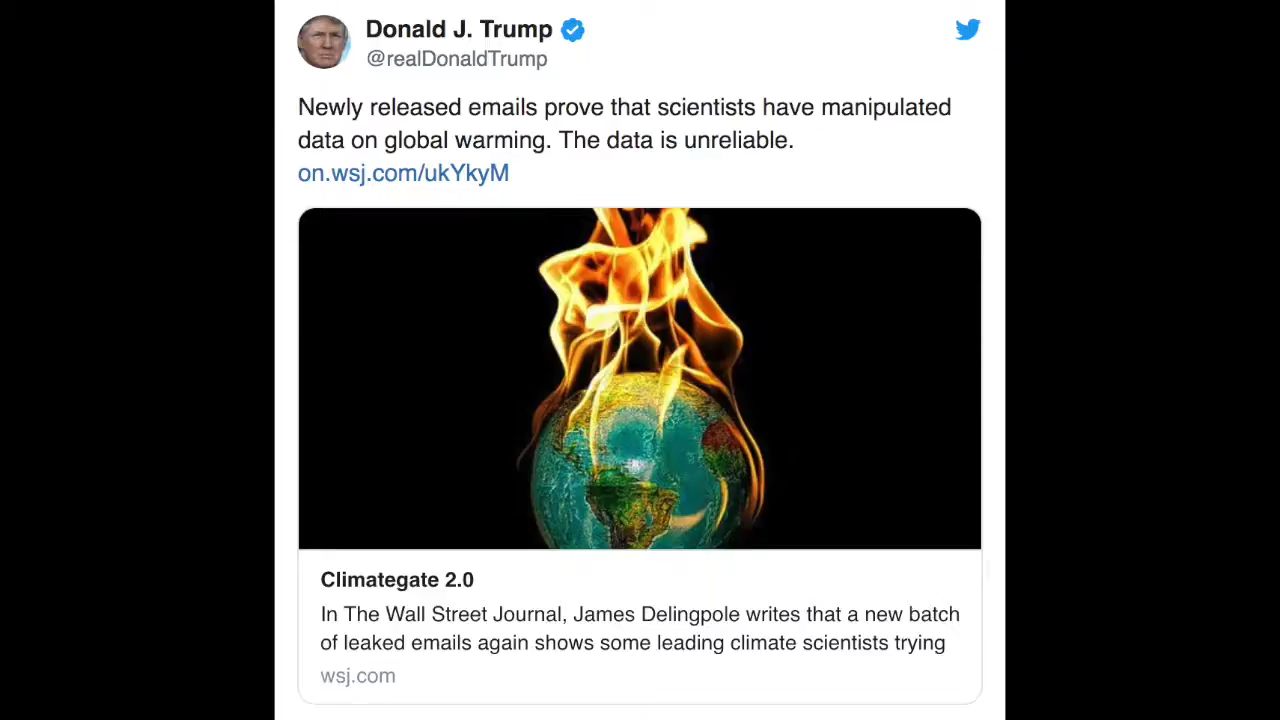 Donald J. Trump
@realDonaldTrump
Newly released emails prove that scientists have manipulated
data on global warming. The data is unreliable.
on.wsj.com/ukYkyM
Climategate 2.0
In The Wall Street Journal, James Delingpole writes that a new batch
of leaked emails again shows some leading climate scientists trying
wsj.com